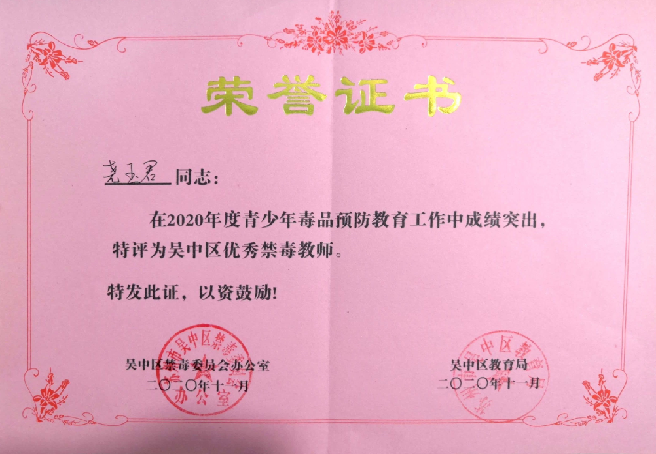 荣誉证书
尧玉君 同志：
在2020年度青少年毒品预防教育工作中成绩突出，
特评为吴中区优秀禁毒教师。
特发此证，以资鼓励！
吴中区禁毒委员会办公室 吴中区教育局
二〇二〇年十一月 二〇二〇年十一月